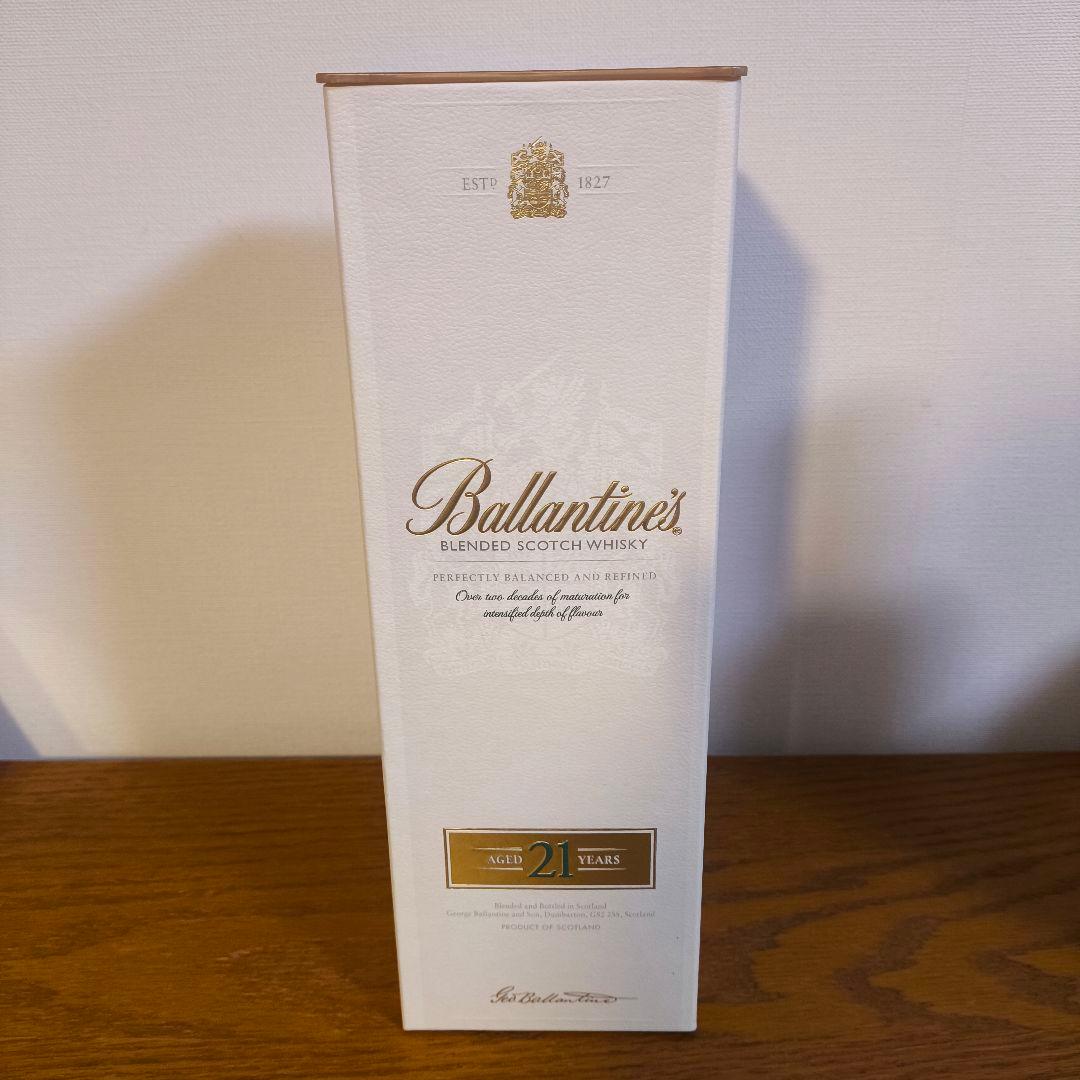 ESTD 1827
Ballantine's
BLENDED SCOTCH WHISKY
PERFECTLY BALANCED AND REFINED
Over two decades of maturation for
intensified depth of flavour
AGED 21 YEARS
Blended and Bottled in Scotland
George Ballantine and Son, Dumbarton, G82 2SS, Scotland
PRODUCT OF SCOTLAND
Geo Ballantine